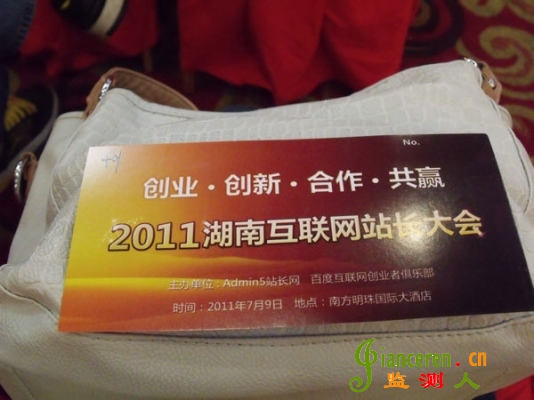 No.
创业·创新·合作·共赢
2011湖南互联网站长大会
主办单位：Admin5站长网 百度互联网创业者俱乐部
时间：2011年7月9日 地点：南方明珠国际大酒店
Jianceren.cn
监测人